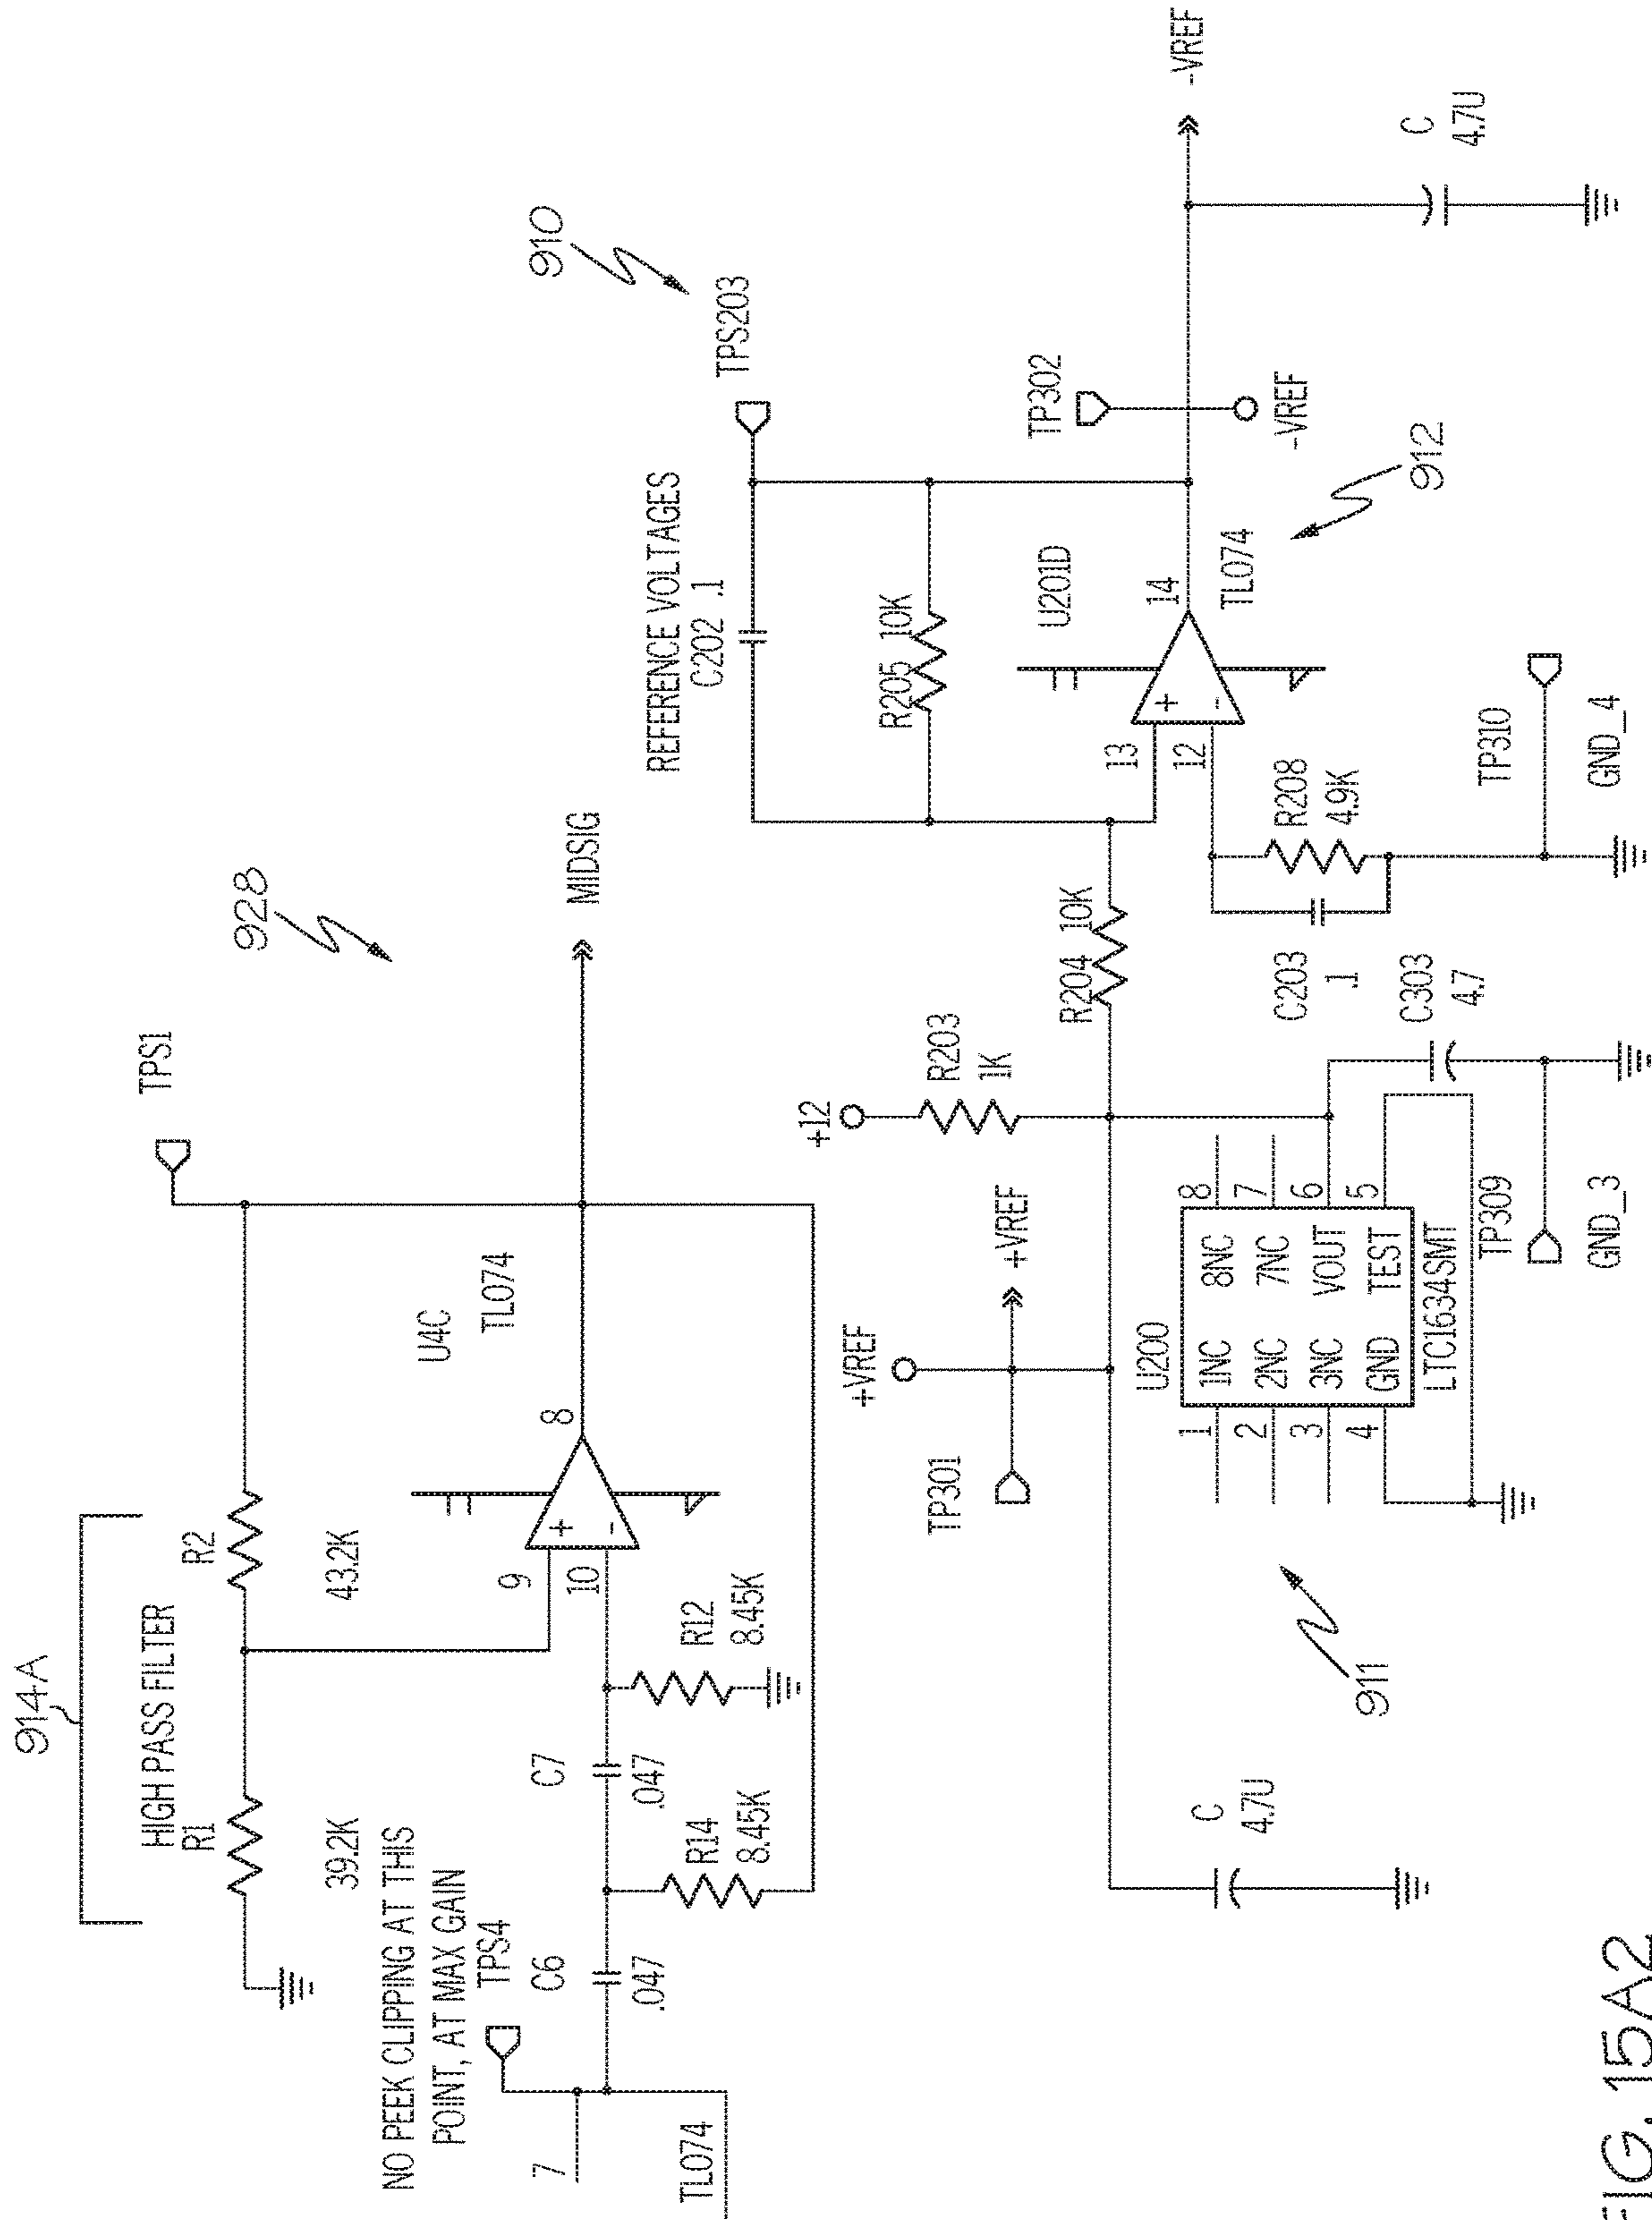 914A
HIGH PASS FILTER
R1
39.2K
R2
43.2K
TPS1
928
NO PEEK CLIPPING AT THIS
POINT, AT MAX GAIN
TPS4
7
TL074
C6
.047
C7
.047
R14
8.45K
R12
8.45K
9
10
+
-
8
U4C
TL074
MIDSIG
910
REFERENCE VOLTAGES
C202 .1
TPS203
R205 10K
+12
R203
1K
+VREF
TP301
+VREF
R204 10K
13
12
+
-
14
U201D
TL074
TP302
-VREF
-VREF
912
C
4.7U
U200
1
2
3
4
1NC
2NC
3NC
GND
8NC
7NC
VOUT
TEST
8
7
6
5
LTC1634SMT
911
C203
.1
R208
4.9K
C303
4.7
TP309
GND_3
TP310
GND_4
C
4.7U
FIG. 15A2